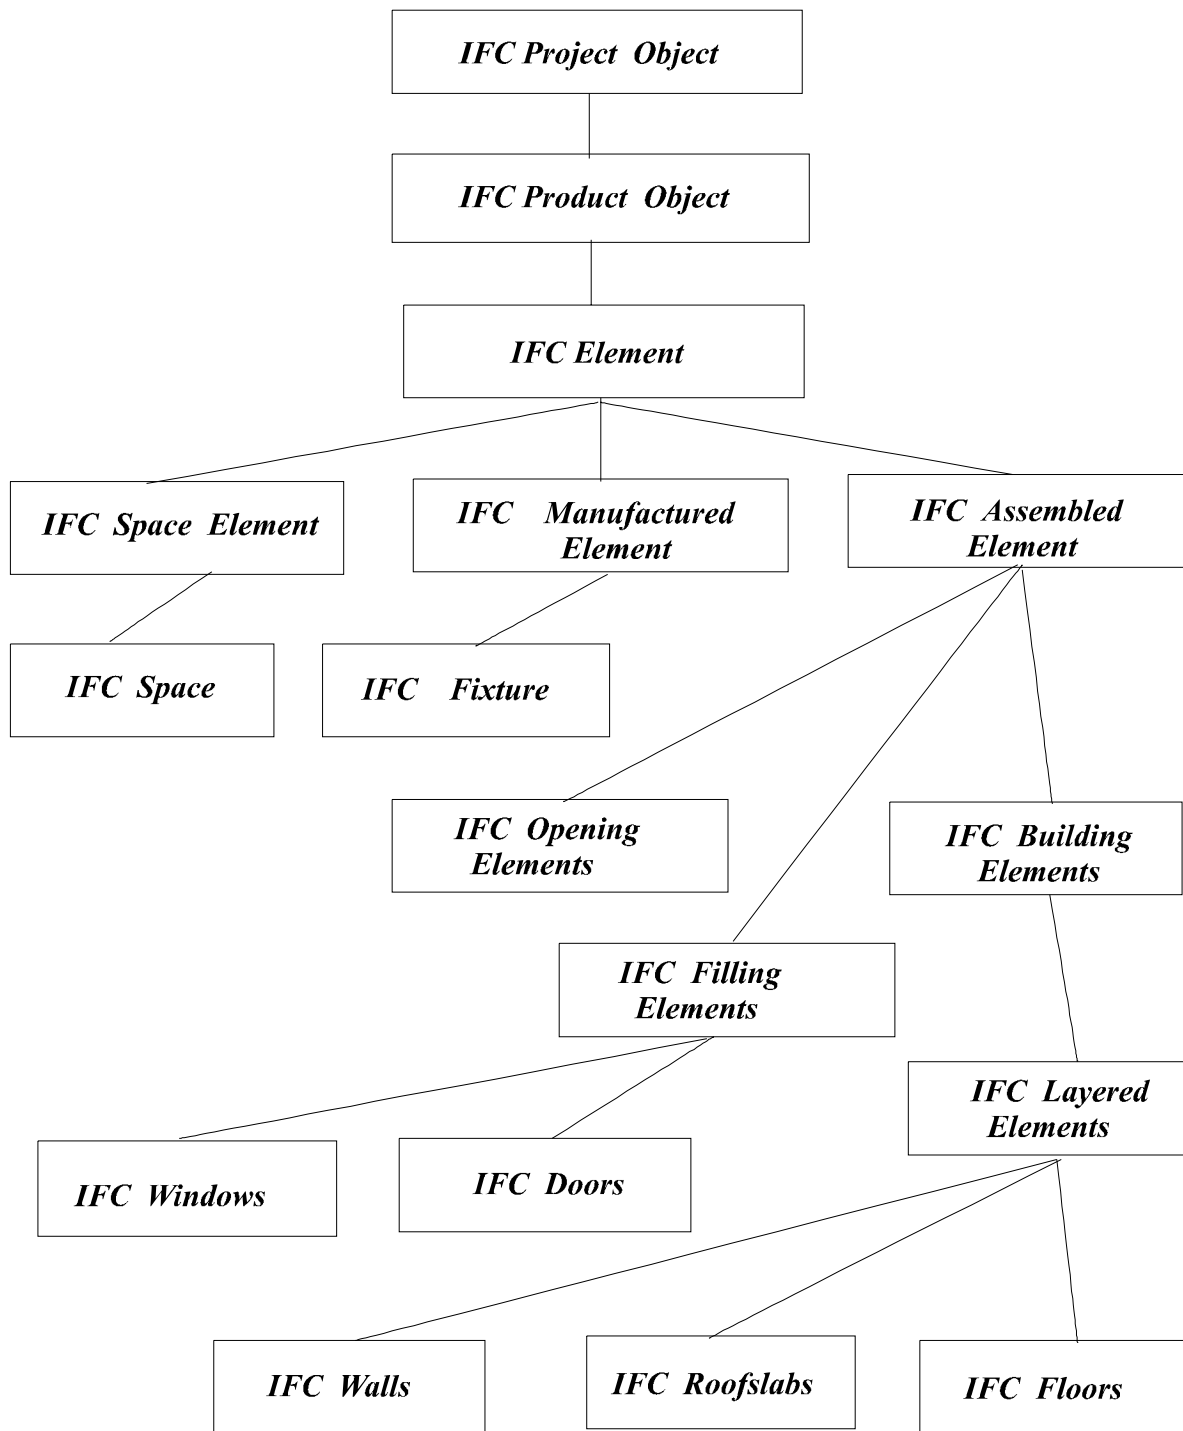 IFC Project Object
IFC Product Object
IFC Element
IFC Space Element
IFC Manufactured
Element
IFC Assembled
Element
IFC Space
IFC Fixture
IFC Opening
Elements
IFC Building
Elements
IFC Filling
Elements
IFC Layered
Elements
IFC Windows
IFC Doors
IFC Walls
IFC Roofslabs
IFC Floors